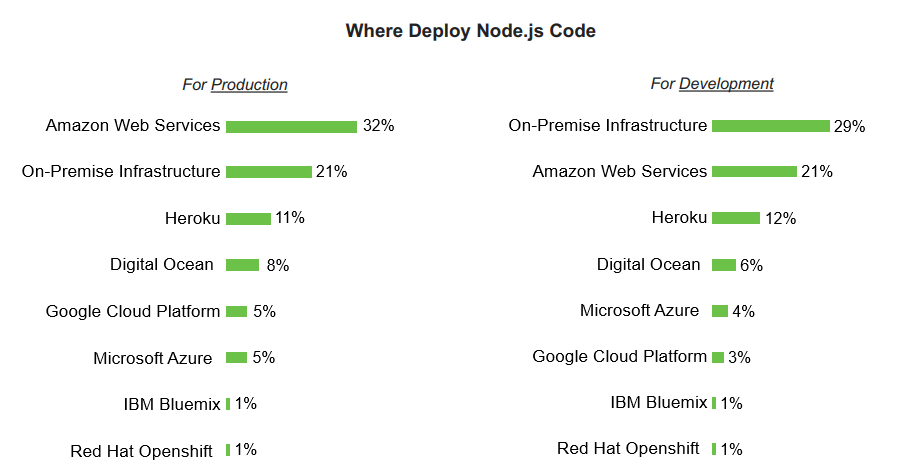 Where Deploy Node.js Code
For Production
Amazon Web Services 32%
On-Premise Infrastructure 21%
Heroku 11%
Digital Ocean 8%
Google Cloud Platform 5%
Microsoft Azure 5%
IBM Bluemix 1%
Red Hat Openshift 1%
For Development
On-Premise Infrastructure 29%
Amazon Web Services 21%
Heroku 12%
Digital Ocean 6%
Microsoft Azure 4%
Google Cloud Platform 3%
IBM Bluemix 1%
Red Hat Openshift 1%